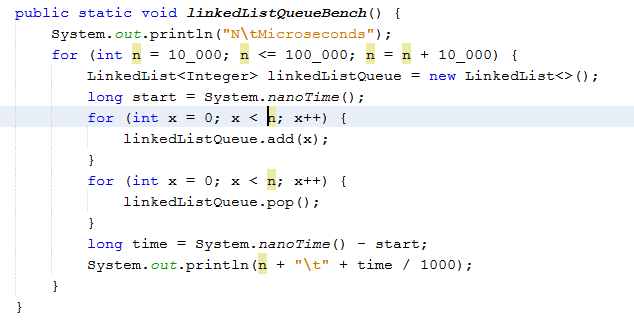 public static void linkedListQueueBench() {
    System.out.println("N\tMicroseconds");
    for (int n = 10_000; n <= 100_000; n = n + 10_000) {
        LinkedList<Integer> linkedListQueue = new LinkedList<>();
        long start = System.nanoTime();
        for (int x = 0; x < n; x++) {
            linkedListQueue.add(x);
        }
        for (int x = 0; x < n; x++) {
            linkedListQueue.pop();
        }
        long time = System.nanoTime() - start;
        System.out.println(n + "\t" + time / 1000);
    }
}